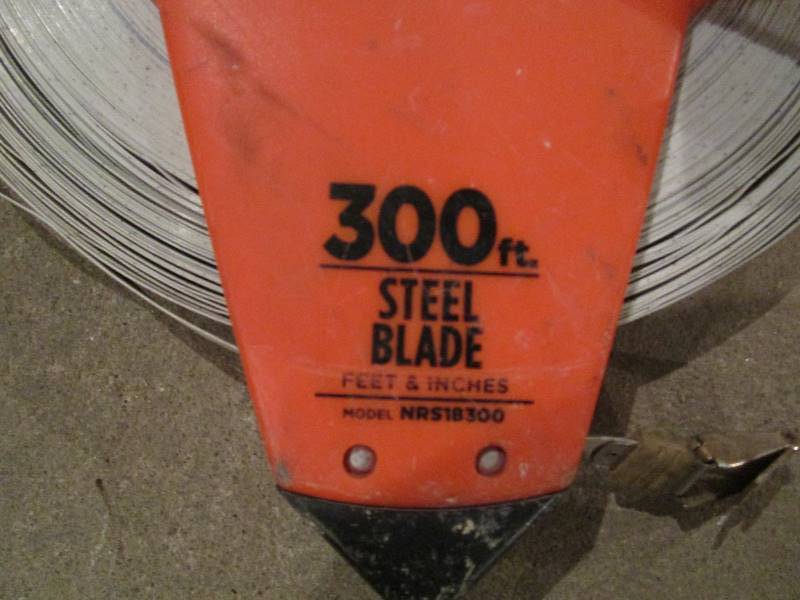 300ft.
STEEL
BLADE
FEET & INCHES
MODEL NRS18300